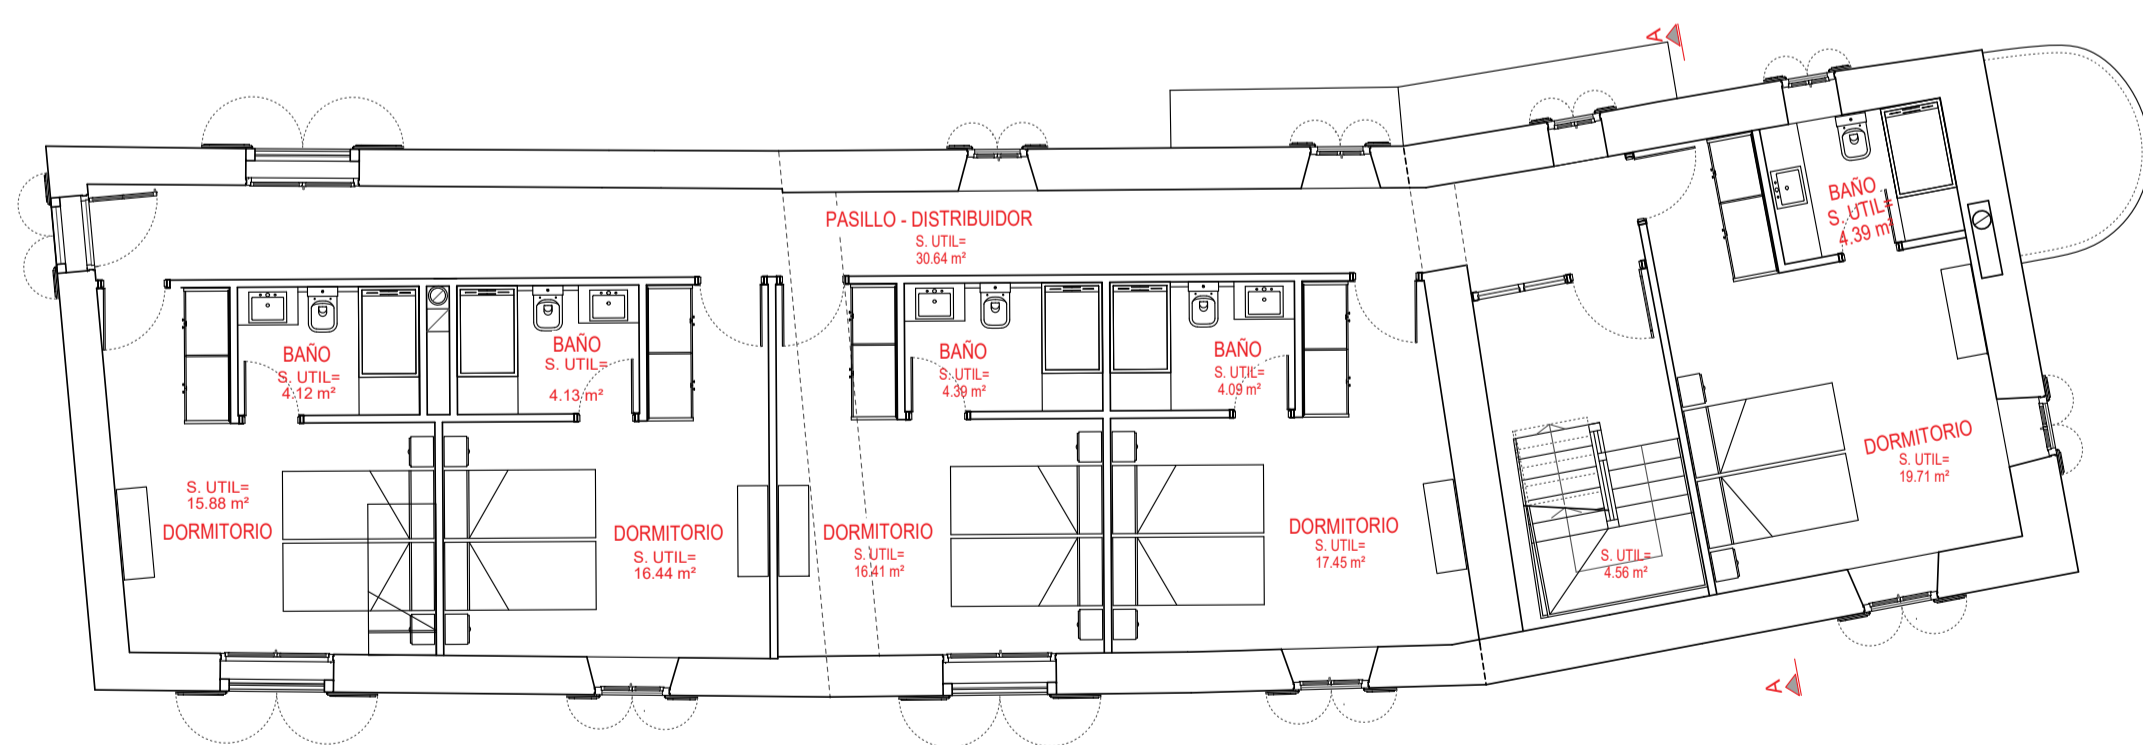 A
PASILLO - DISTRIBUIDOR
S. UTIL=
30.64 m²
BAÑO
S. UTIL=
4.39 m²
BAÑO
S. UTIL=
4.12 m²
BAÑO
S. UTIL=
4.13 m²
BAÑO
S. UTIL=
4.39 m²
BAÑO
S. UTIL=
4.09 m²
S. UTIL=
15.88 m²
DORMITORIO
DORMITORIO
S. UTIL=
16.44 m²
DORMITORIO
S. UTIL=
16.41 m²
DORMITORIO
S. UTIL=
17.45 m²
S. UTIL=
4.56 m²
DORMITORIO
S. UTIL=
19.71 m²
A